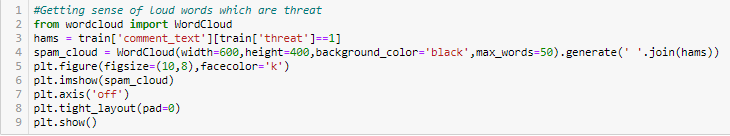 1 #Getting sense of Loud words which are threat
2 from wordcloud import WordCloud
3 hams = train['comment_text'][train['threat']==1]
4 spam_cloud = WordCloud(width=600,height=400,background_color='black',max_words=50).generate(' '.join(hams))
5 plt.figure(figsize=(10,8),facecolor='k')
6 plt.imshow(spam_cloud)
7 plt.axis('off')
8 plt.tight_layout(pad=0)
9 plt.show()